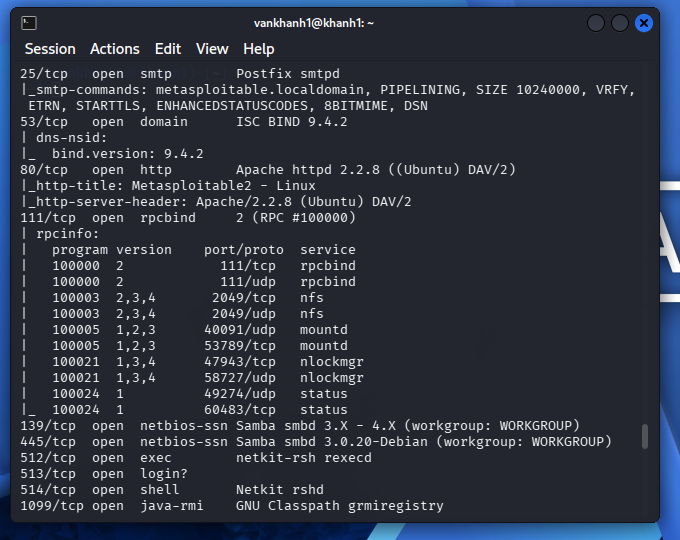 vankhanh1@khanh1: ~
Session Actions Edit View Help
25/tcp   open  smtp        Postfix smtpd
|_smtp-commands: metasploitable.localdomain, PIPELINING, SIZE 10240000, VRFY,
 ETRN, STARTTLS, ENHANCEDSTATUSCODES, 8BITMIME, DSN
53/tcp   open  domain      ISC BIND 9.4.2
| dns-nsid:
|_  bind.version: 9.4.2
80/tcp   open  http        Apache httpd 2.2.8 ((Ubuntu) DAV/2)
|_http-title: Metasploitable2 - Linux
|_http-server-header: Apache/2.2.8 (Ubuntu) DAV/2
111/tcp  open  rpcbind     2 (RPC #100000)
| rpcinfo:
|   program version    port/proto  service
|   100000  2            111/tcp   rpcbind
|   100000  2            111/udp   rpcbind
|   100003  2,3,4       2049/tcp   nfs
|   100003  2,3,4       2049/udp   nfs
|   100005  1,2,3      40091/udp   mountd
|   100005  1,2,3      53789/tcp   mountd
|   100021  1,3,4      47943/tcp   nlockmgr
|   100021  1,3,4      58727/udp   nlockmgr
|   100024  1          49274/udp   status
|_  100024  1          60483/tcp   status
139/tcp  open  netbios-ssn Samba smbd 3.X - 4.X (workgroup: WORKGROUP)
445/tcp  open  netbios-ssn Samba smbd 3.0.20-Debian (workgroup: WORKGROUP)
512/tcp  open  exec        netkit-rsh rexecd
513/tcp  open  login?
514/tcp  open  shell       Netkit rshd
1099/tcp open  java-rmi    GNU Classpath grmiregistry